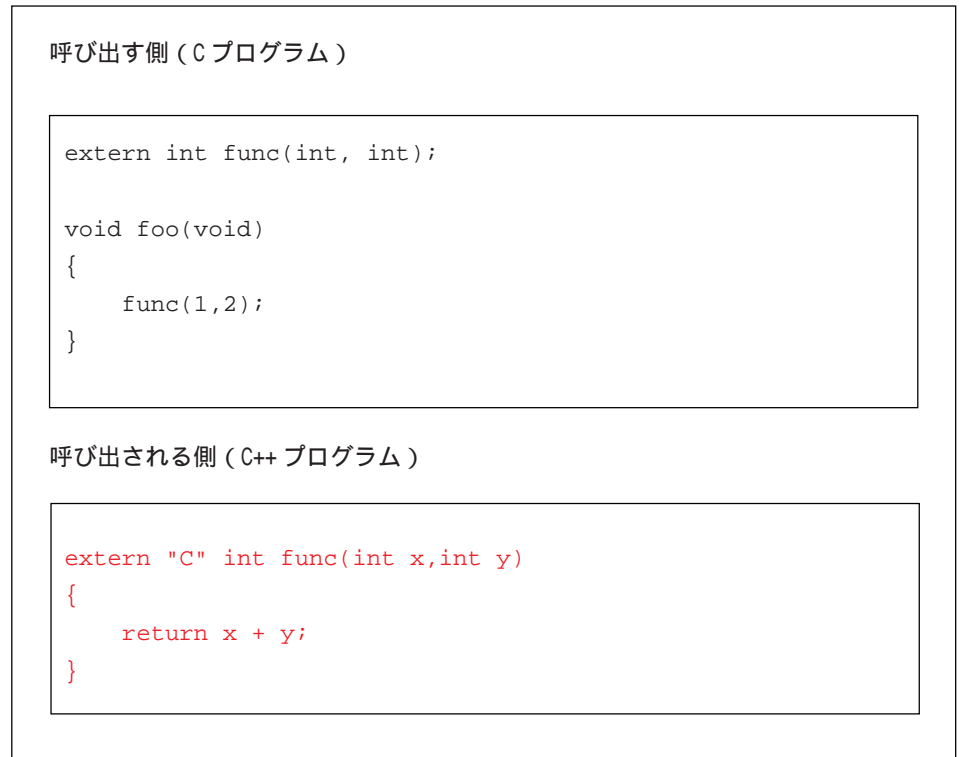 呼び出す側 ( C プログラム )
extern int func(int, int);
void foo(void)
{
    func(1,2);
}
呼び出される側 ( C++ プログラム )
extern "C" int func(int x,int y)
{
    return x + y;
}